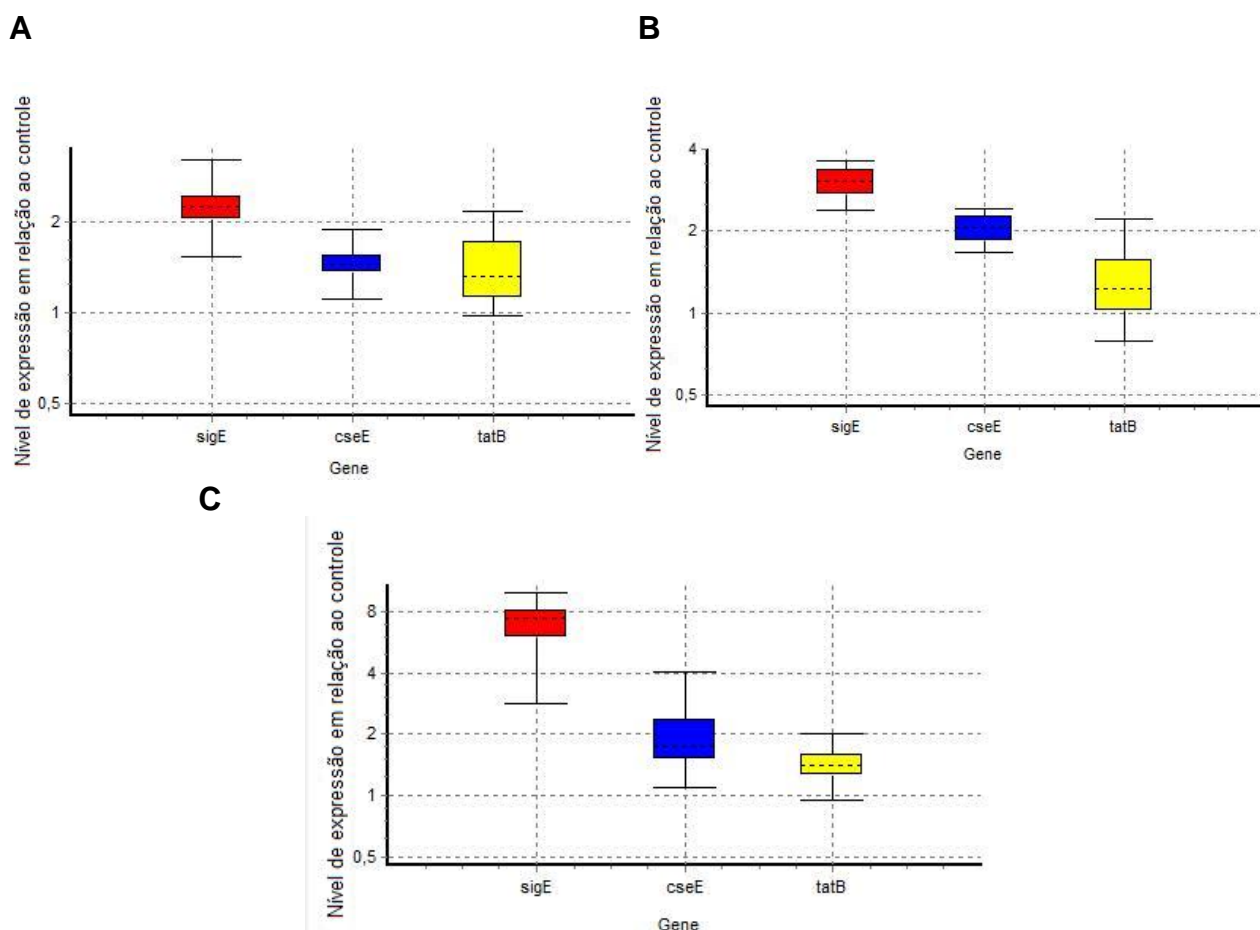 A
Nível de expressão em relação ao controle
2
1
0,5
sigE cseE tatB
Gene
B
Nível de expressão em relação ao controle
4
2
1
0,5
sigE cseE tatB
Gene
C
Nível de expressão em relação ao controle
8
4
2
1
0,5
sigE cseE tatB
Gene